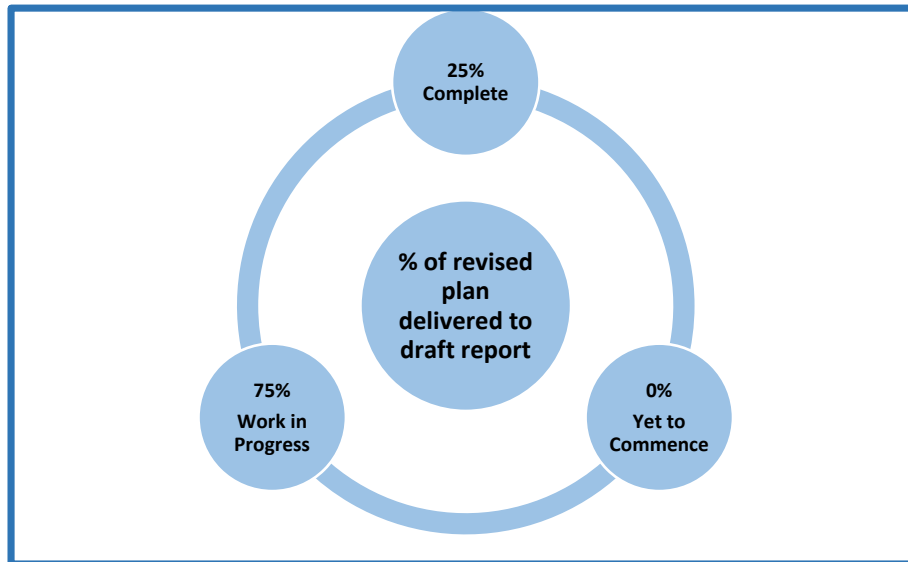 25%
Complete
% of revised
plan
delivered to
draft report
75%
Work in
Progress
0%
Yet to
Commence